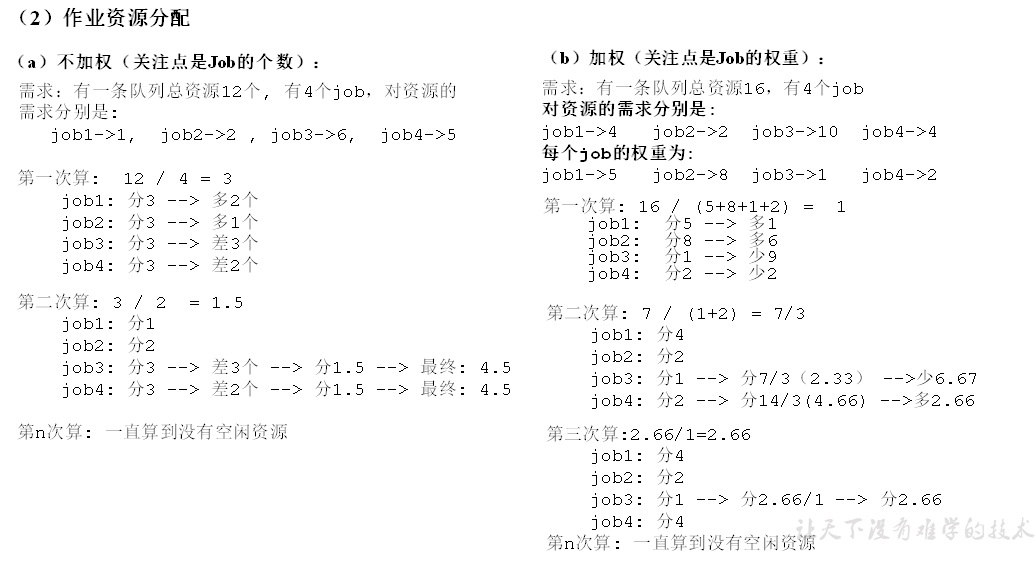 （2）作业资源分配
（a）不加权（关注点是Job的个数）：
需求：有一条队列总资源12个, 有4个job，对资源的
需求分别是:
job1->1,  job2->2 , job3->6,  job4->5
第一次算:  12 / 4 = 3
job1: 分3 --> 多2个
job2: 分3 --> 多1个
job3: 分3 --> 差3个
job4: 分3 --> 差2个
第二次算: 3 / 2  = 1.5
job1: 分1
job2: 分2
job3: 分3 --> 差3个 --> 分1.5 --> 最终: 4.5
job4: 分3 --> 差2个 --> 分1.5 --> 最终: 4.5
第n次算: 一直算到没有空闲资源
（b）加权（关注点是Job的权重）：
需求：有一条队列总资源16，有4个job
对资源的需求分别是:
job1->4   job2->2  job3->10  job4->4
每个job的权重为:
job1->5   job2->8  job3->1   job4->2
第一次算: 16 / (5+8+1+2) =  1
job1:  分5 --> 多1
job2:  分8 --> 多6
job3:  分1 --> 少9
job4:  分2 --> 少2
第二次算: 7 / (1+2) = 7/3
job1: 分4
job2: 分2
job3: 分1 --> 分7/3（2.33） -->少6.67
job4: 分2 --> 分14/3(4.66) -->多2.66
第三次算:2.66/1=2.66
job1: 分4
job2: 分2
job3: 分1 --> 分2.66/1 --> 分2.66
job4: 分4
第n次算: 一直算到没有空闲资源
让天下没有难学的技术